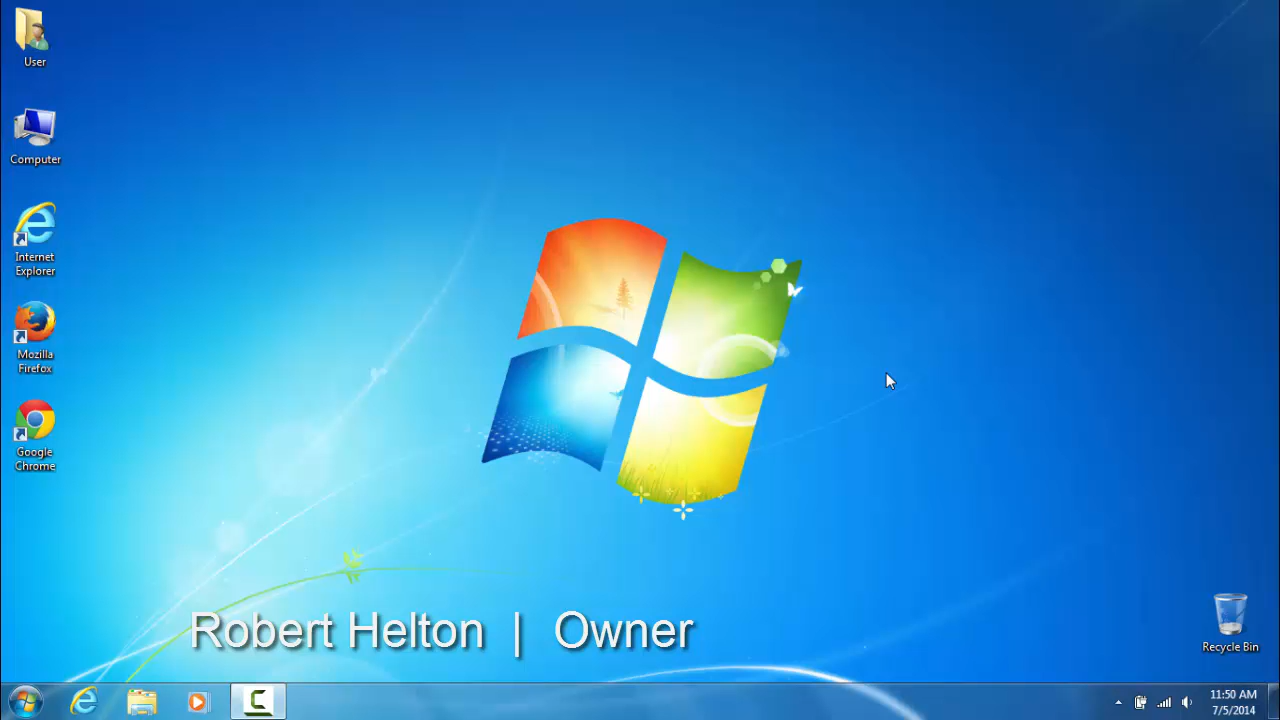 User
Computer
Internet
Explorer
Mozilla
Firefox
Google
Chrome
Robert Helton | Owner
Recycle Bin
11:50 AM
7/5/2014